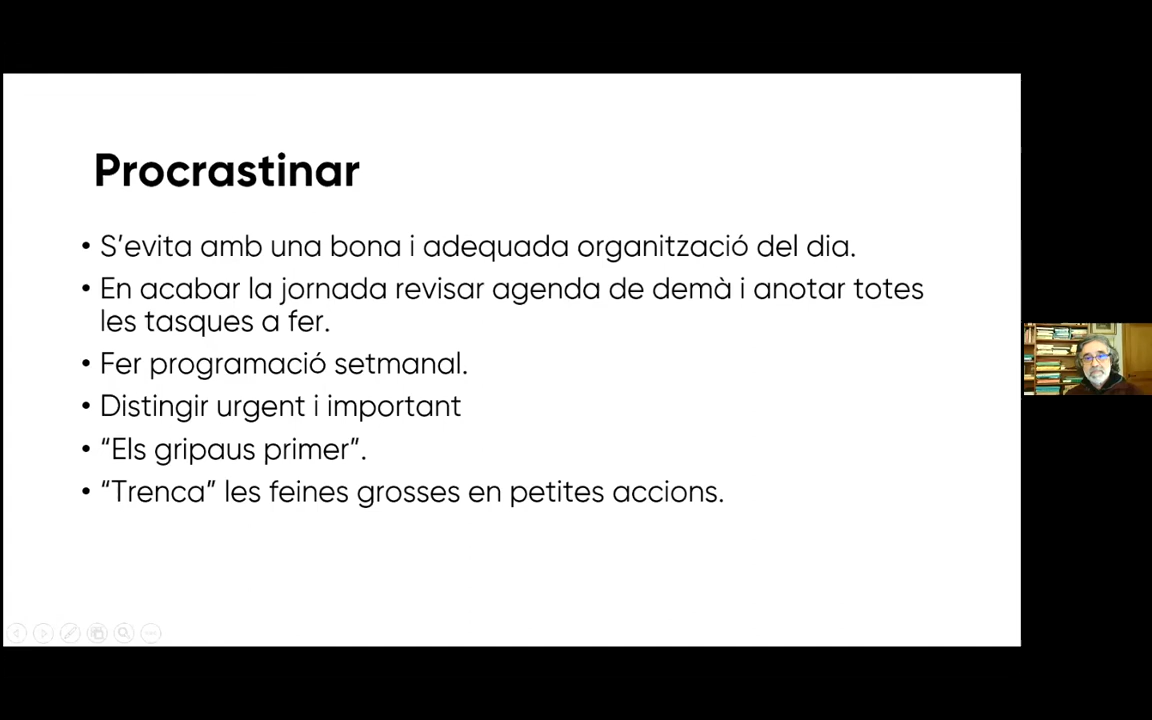 Procrastinar
• S’evita amb una bona i adequada organització del dia.
• En acabar la jornada revisar agenda de demà i anotar totes
les tasques a fer.
• Fer programació setmanal.
• Distingir urgent i important
• “Els gripaus primer”.
• “Trenca” les feines grosses en petites accions.